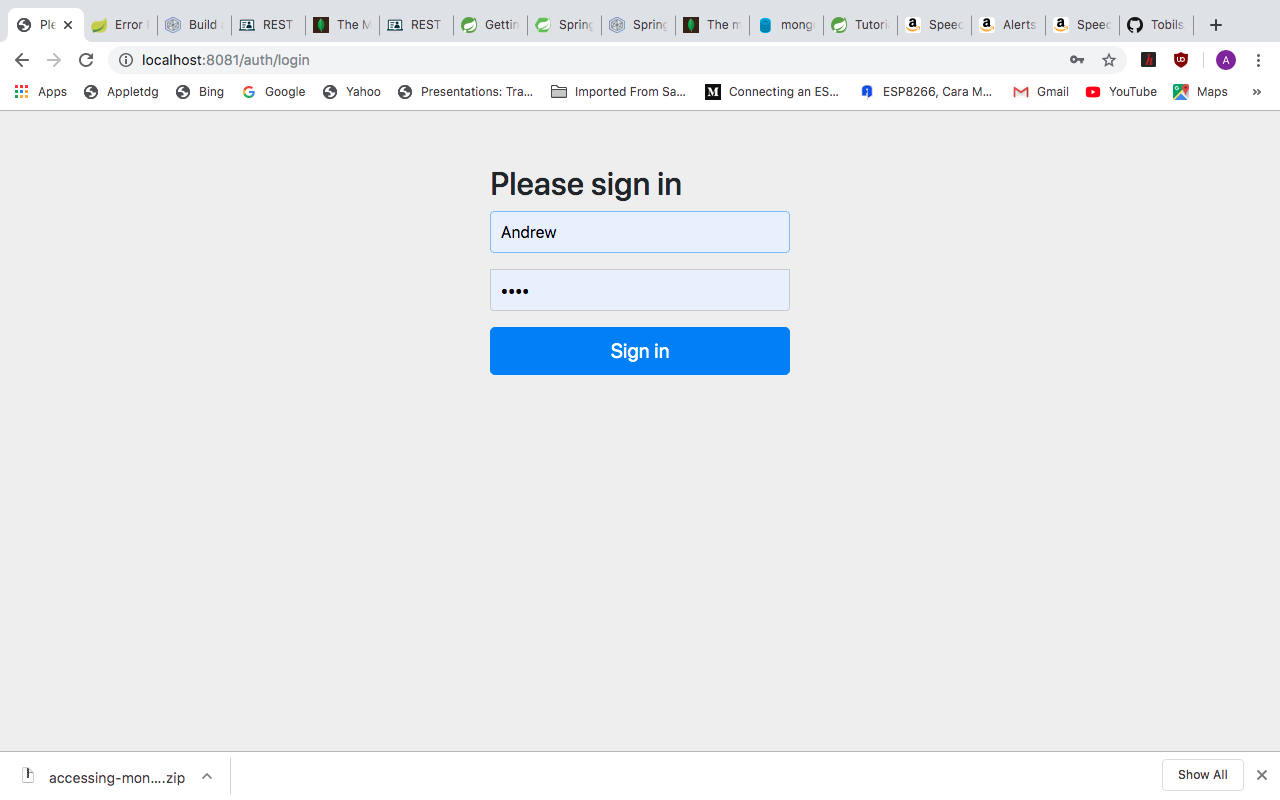 Ple
Error
Build
REST
The M
REST
Gettin
Spring
Spring
The m
mong
Tutori
Speec
Alerts
Speec
Tobils
localhost:8081/auth/login
A
Apps
Appletdg
Bing
Google
Yahoo
Presentations: Tra...
Imported From Sa...
M Connecting an ES...
ESP8266, Cara M...
Gmail
YouTube
Maps
»
Please sign in
Andrew
••••
Sign in
accessing-mon....zip
Show All